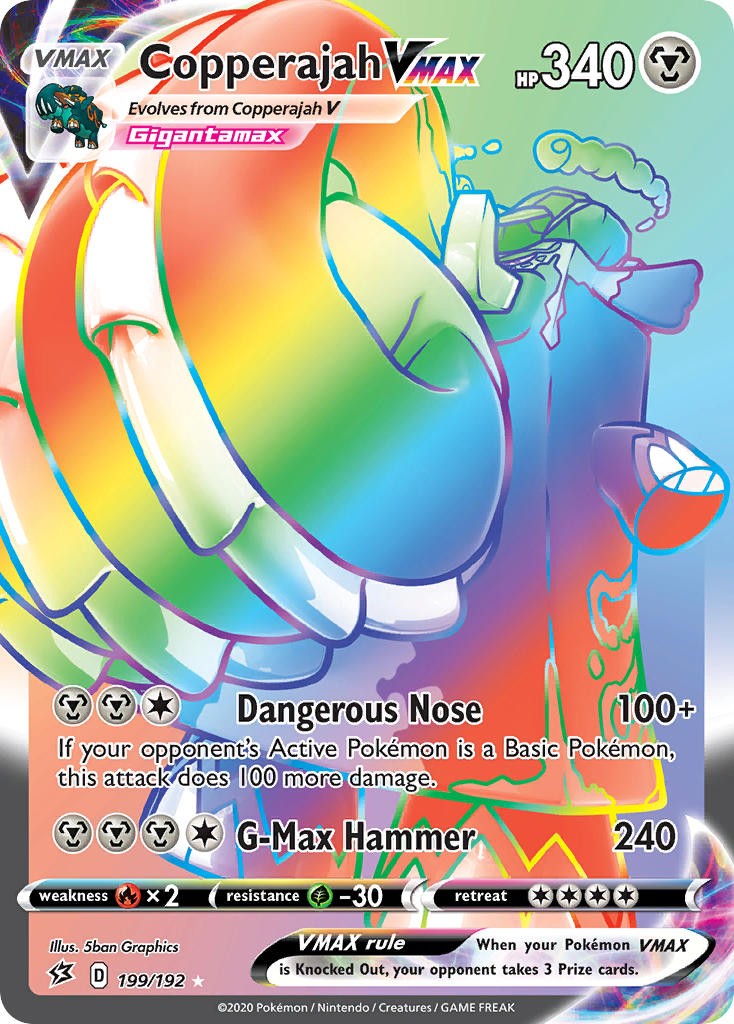 VMAX Copperajah VMAX HP 340
Evolves from Copperajah V
Gigantamax
Dangerous Nose 100+
If your opponent's Active Pokémon is a Basic Pokémon,
this attack does 100 more damage.
G-Max Hammer 240
weakness ×2 resistance -30 retreat
Illus. 5ban Graphics
VMAX rule When your Pokémon VMAX
is Knocked Out, your opponent takes 3 Prize cards.
D 199/192
©2020 Pokémon / Nintendo / Creatures / GAME FREAK